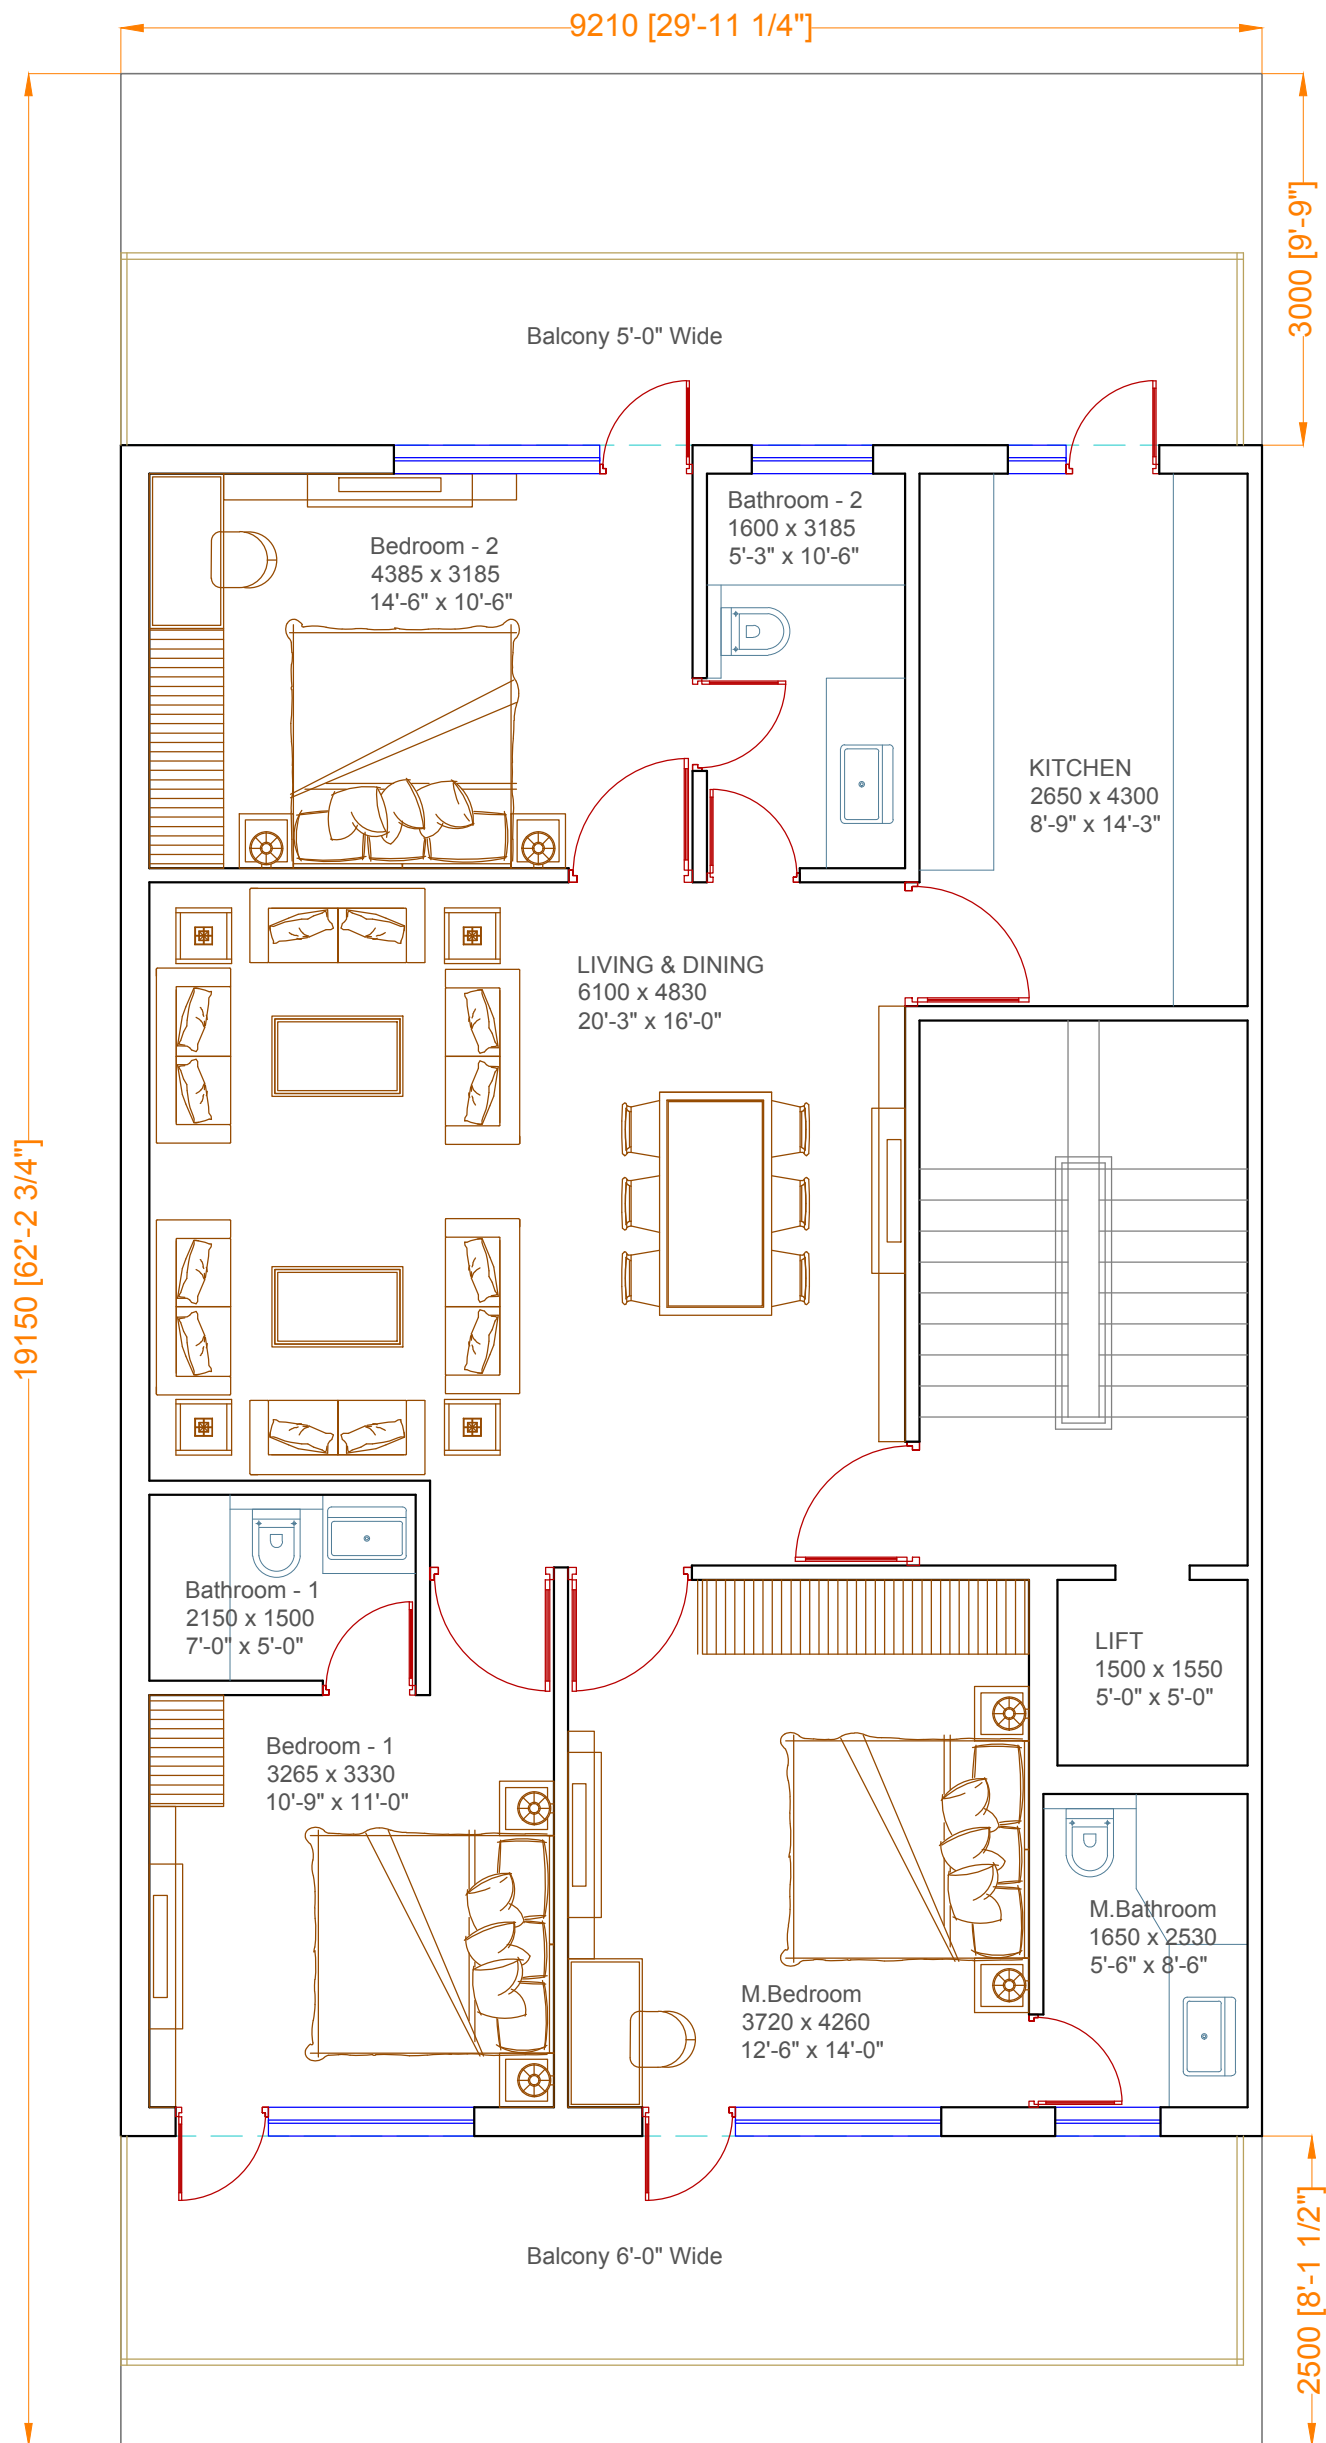 9210 [29'-11 1/4"]
3000 [9'-9"]
Balcony 5'-0" Wide
Bathroom - 2
1600 x 3185
5'-3" x 10'-6"
Bedroom - 2
4385 x 3185
14'-6" x 10'-6"
KITCHEN
2650 x 4300
8'-9" x 14'-3"
LIVING & DINING
6100 x 4830
20'-3" x 16'-0"
19150 [62'-2 3/4"]
Bathroom - 1
2150 x 1500
7'-0" x 5'-0"
LIFT
1500 x 1550
5'-0" x 5'-0"
Bedroom - 1
3265 x 3330
10'-9" x 11'-0"
M.Bathroom
1650 x 2530
5'-6" x 8'-6"
M.Bedroom
3720 x 4260
12'-6" x 14'-0"
Balcony 6'-0" Wide
2500 [8'-1 1/2"]